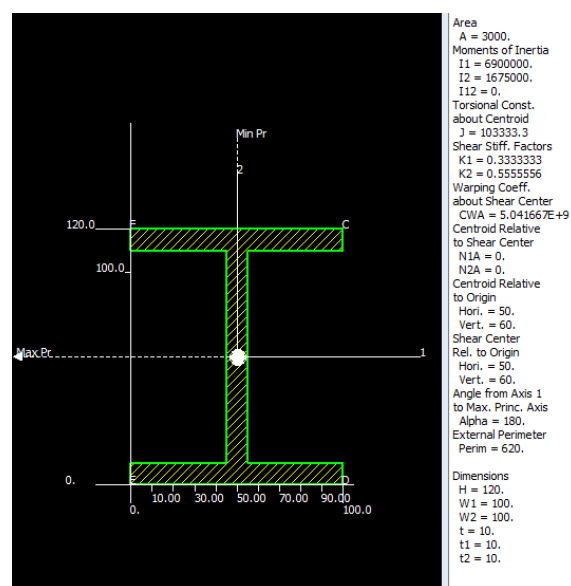 Min Pr
2
120.0
F
C
100.0
Max Pr
1
0.
E
D
10.00 30.00 50.00 70.00 90.00
0.
100.0
Area
A = 3000.
Moments of Inertia
I1 = 6900000.
I2 = 1675000.
I12 = 0.
Torsional Const.
about Centroid
J = 103333.3
Shear Stiff. Factors
K1 = 0.3333333
K2 = 0.5555556
Warping Coeff.
about Shear Center
CWA = 5.041667E+9
Centroid Relative
to Shear Center
N1A = 0.
N2A = 0.
Centroid Relative
to Origin
Hori. = 50.
Vert. = 60.
Shear Center
Rel. to Origin
Hori. = 50.
Vert. = 60.
Angle from Axis 1
to Max. Princ. Axis
Alpha = 180.
External Perimeter
Perim = 620.
Dimensions
H = 120.
W1 = 100.
W2 = 100.
t = 10.
t1 = 10.
t2 = 10.